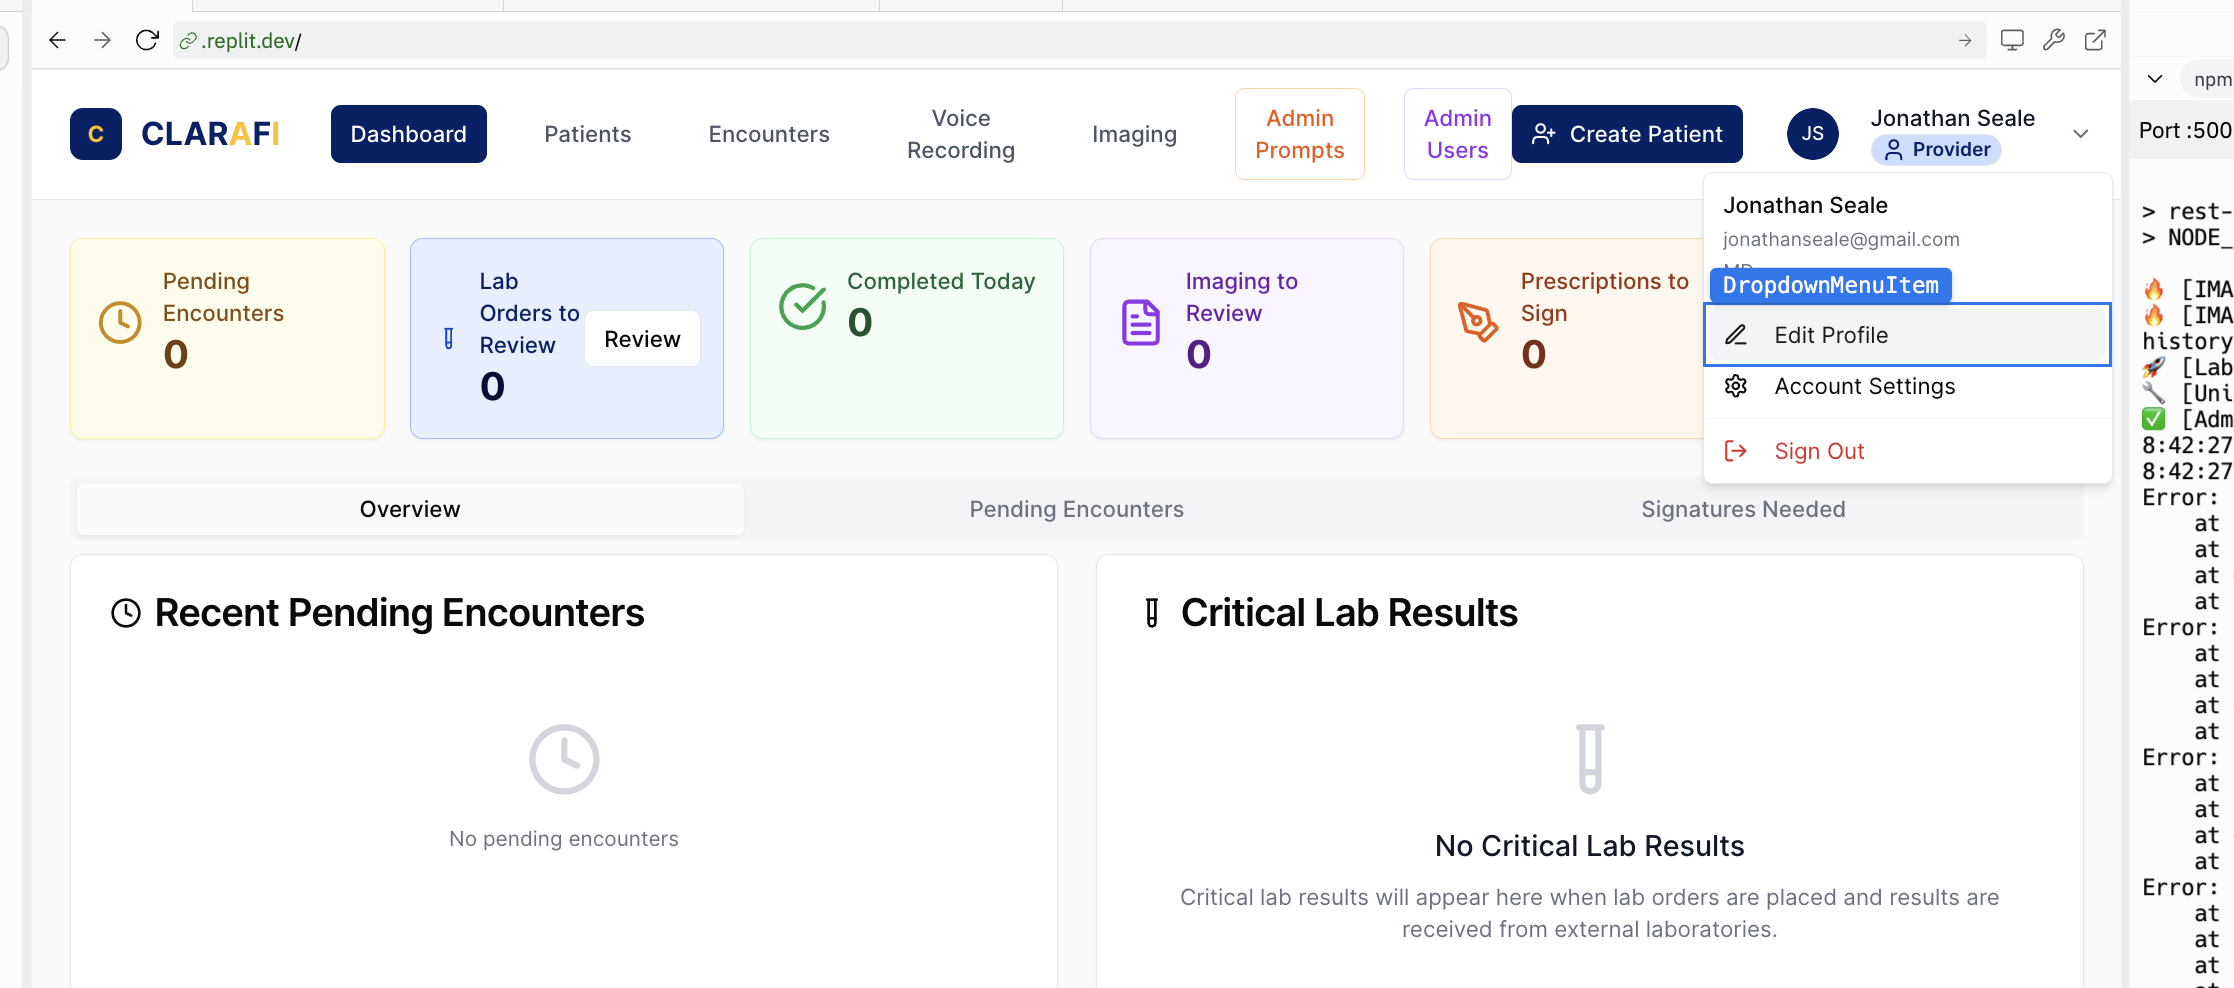 .replit.dev/
npm
C
CLARAFI
Dashboard
Patients
Encounters
Voice
Recording
Imaging
Admin
Prompts
Admin
Users
Create Patient
JS
Jonathan Seale
Provider
Port :500
Jonathan Seale
jonathanseale@gmail.com
DropdownMenuItem
Edit Profile
Account Settings
Sign Out
Pending
Encounters
0
Lab
Orders to
Review
0
Review
Completed Today
0
Imaging to
Review
0
Prescriptions to
Sign
0
Overview
Pending Encounters
Signatures Needed
Recent Pending Encounters
No pending encounters
Critical Lab Results
No Critical Lab Results
Critical lab results will appear here when lab orders are placed and results are
received from external laboratories.
> rest-
> NODE_
[IMA
[IMA
history
[Lab
[Uni
[Adm
8:42:27
8:42:27
Error:
at
at
at
at
Error:
at
at
at
at
Error:
at
at
at
at
Error:
at
at
at